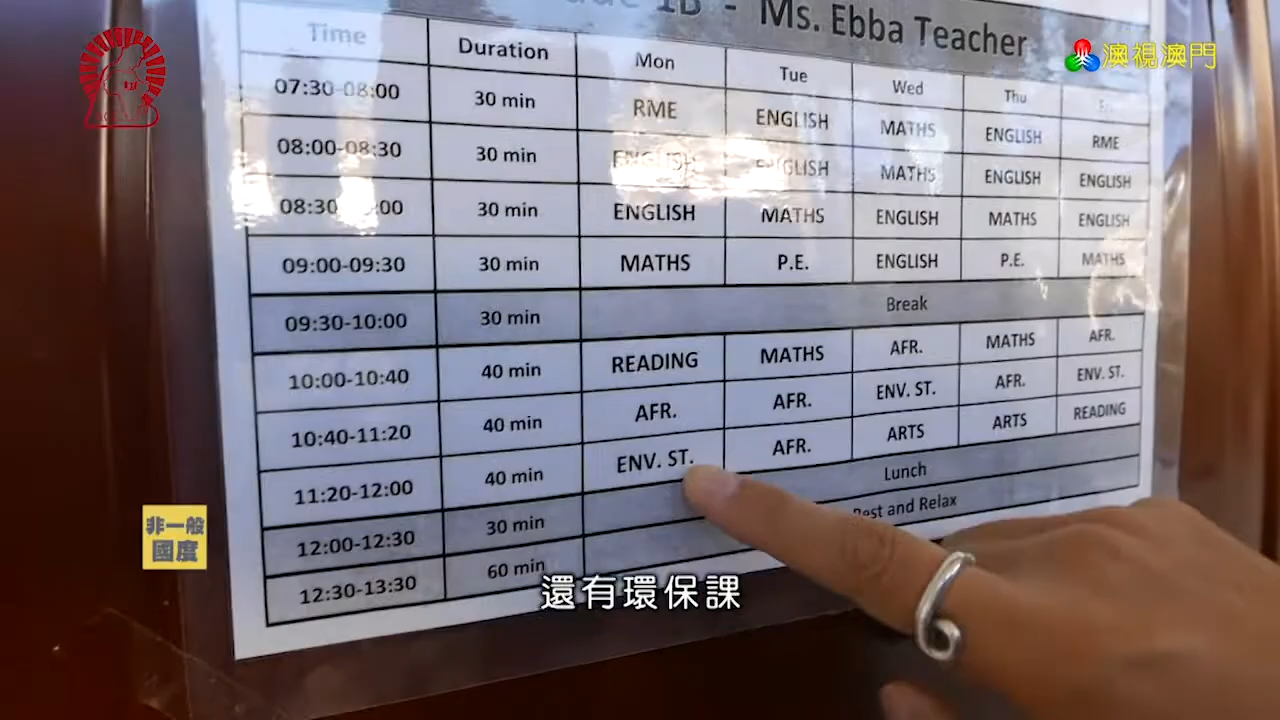 1B - Ms. Ebba Teacher
澳視澳門
Time Duration Mon Tue Wed Thu
07:30-08:00 30 min RME ENGLISH MATHS ENGLISH RME
08:00-08:30 30 min ENGLISH ENGLISH MATHS ENGLISH ENGLISH
08:30 00 30 min ENGLISH MATHS ENGLISH MATHS ENGLISH
09:00-09:30 30 min MATHS P.E. ENGLISH P.E. MATHS
09:30-10:00 30 min Break
10:00-10:40 40 min READING MATHS AFR. MATHS AFR.
10:40-11:20 40 min AFR. AFR. ENV. ST. AFR. ENV. ST.
11:20-12:00 40 min ENV. ST. AFR. ARTS ARTS READING
12:00-12:30 30 min Lunch
12:30-13:30 60 min Rest and Relax
非一般
國度
還有環保課